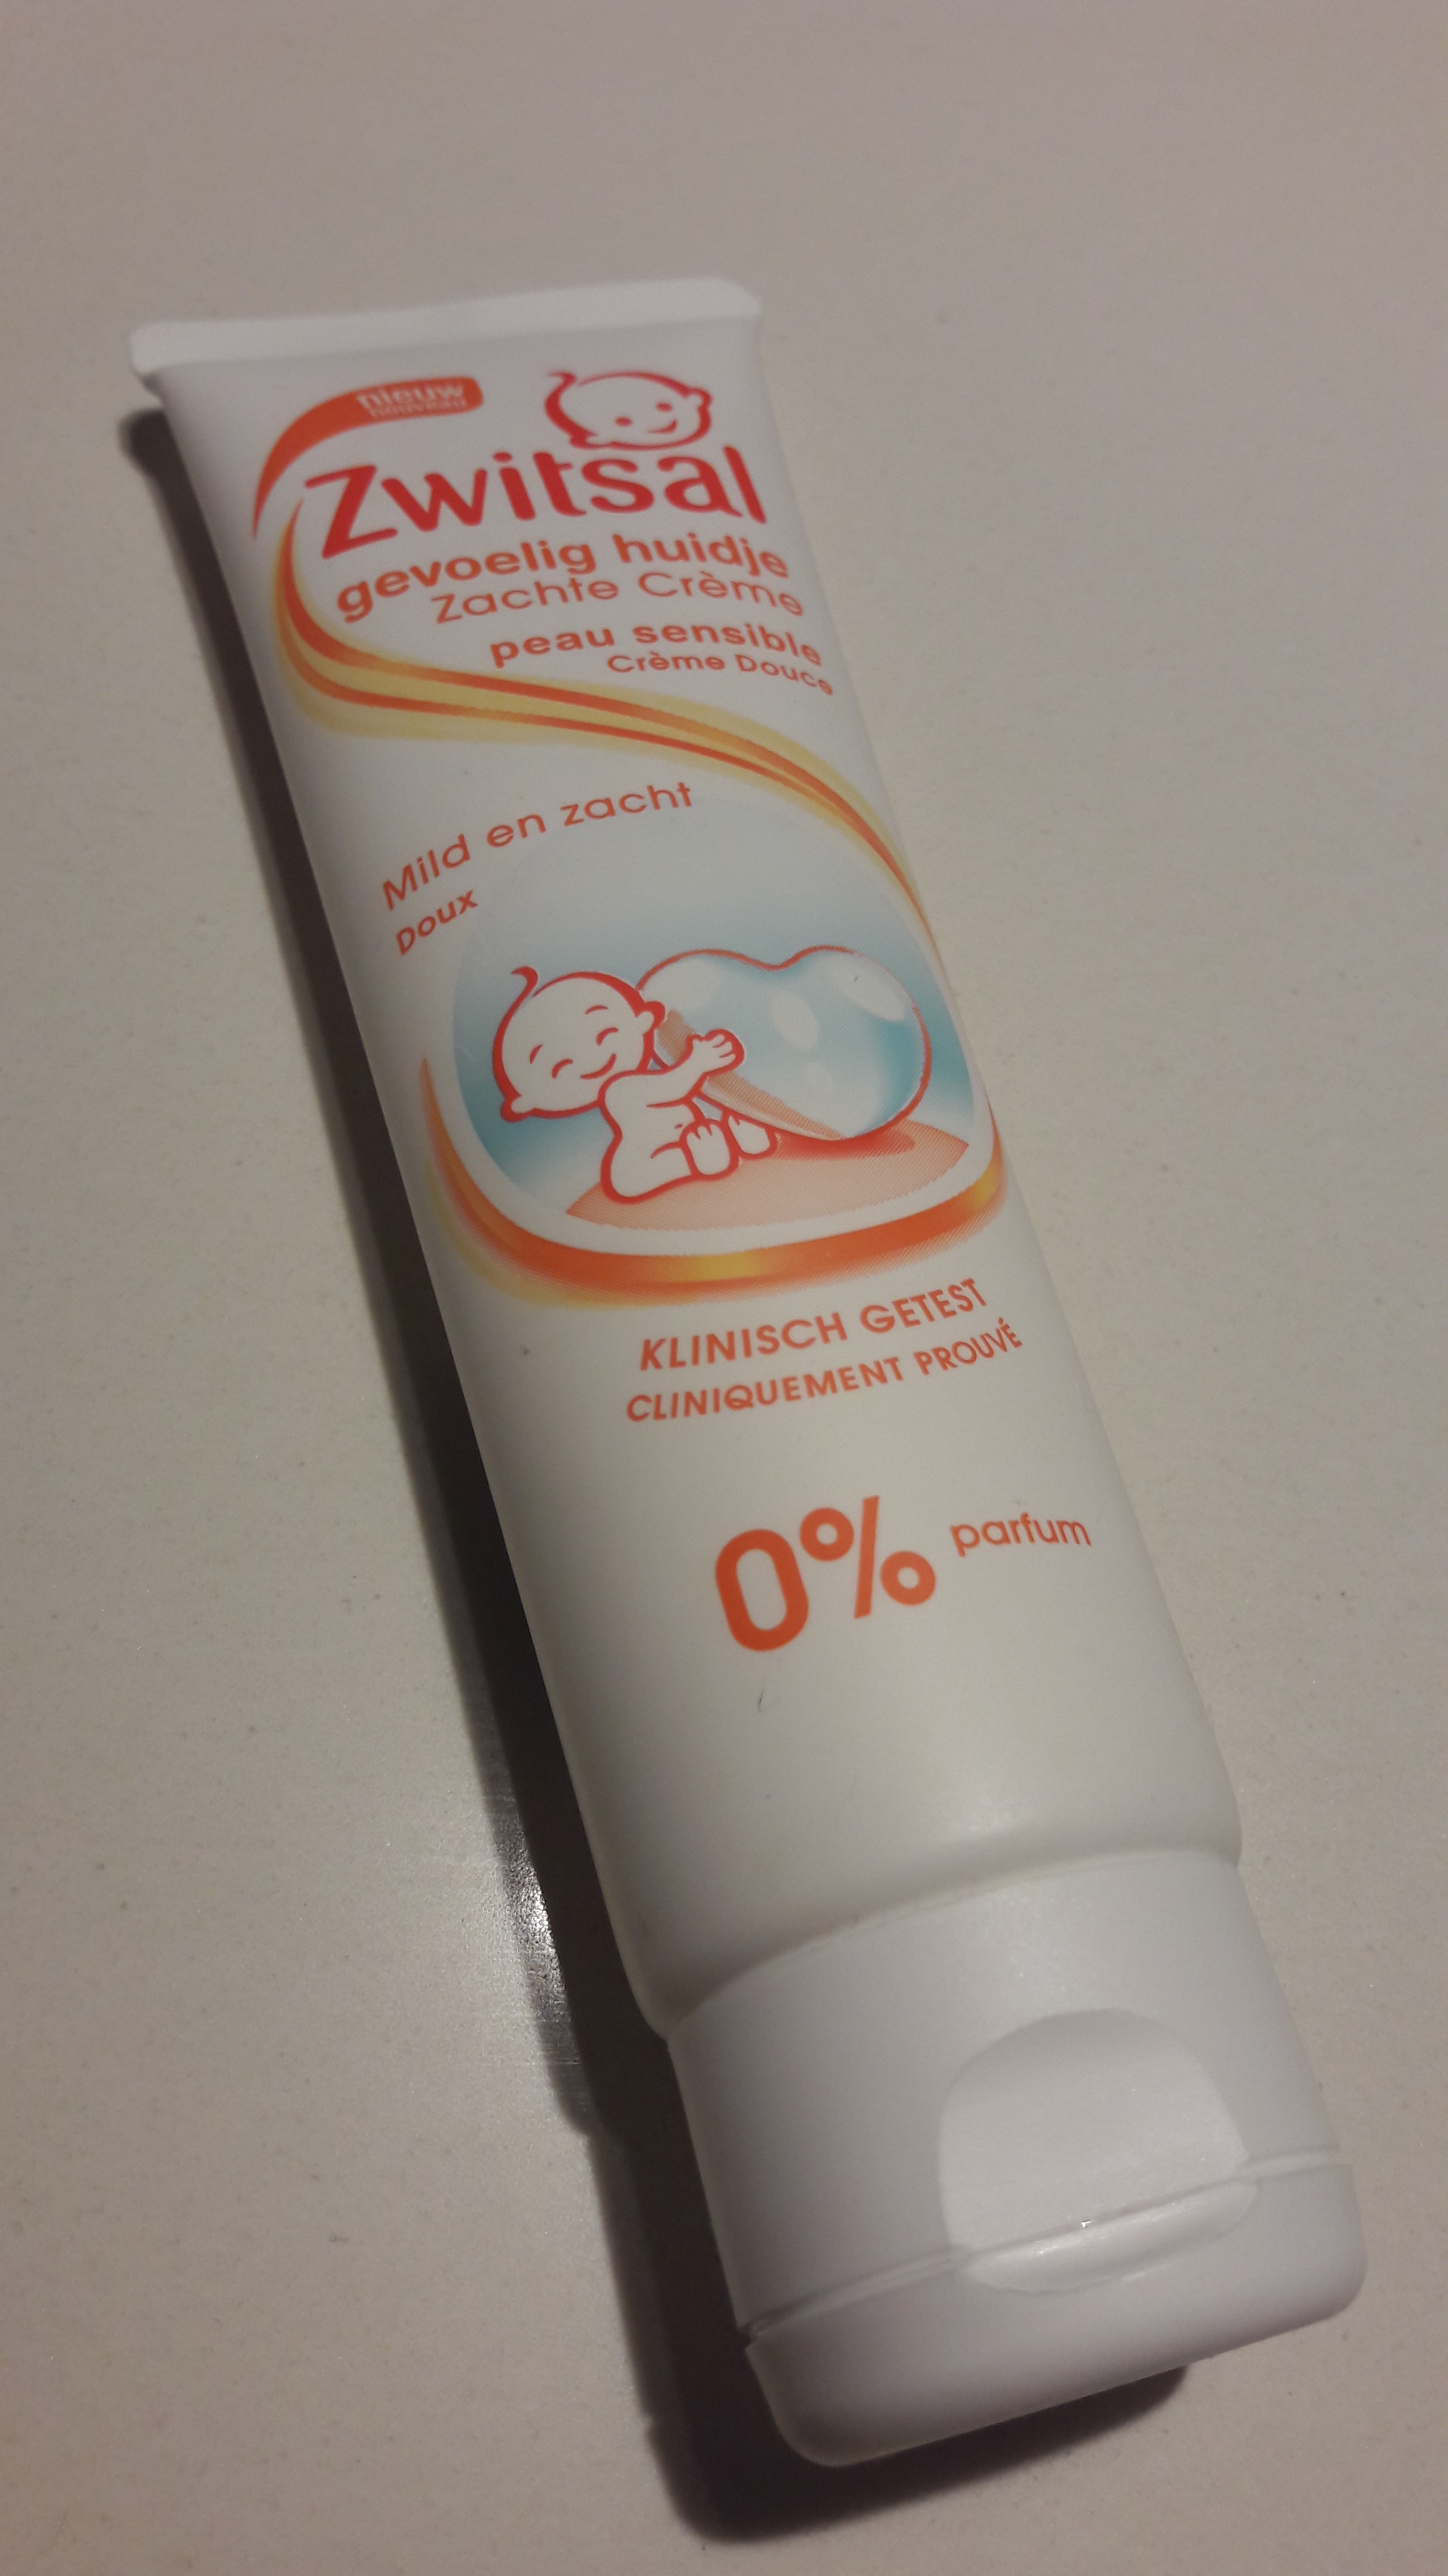 nieuw
nouveau
Zwitsal
gevoelig huidje
Zachte Crème
peau sensible
Crème Douce
Mild en zacht
Doux
KLINISCH GETEST
CLINIQUEMENT PROUVÉ
0% parfum